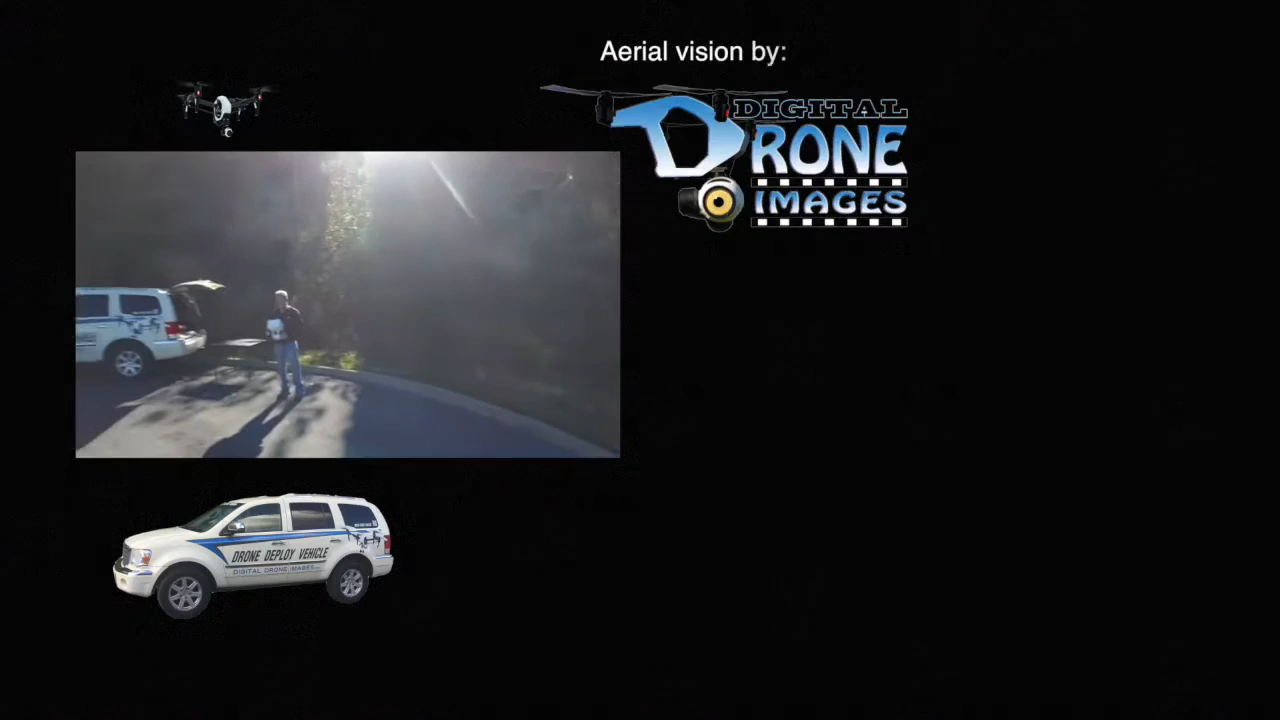 Aerial vision by:
DIGITAL
DRONE
IMAGES
DRONE DEPLOY VEHICLE
DIGITAL DRONE IMAGES